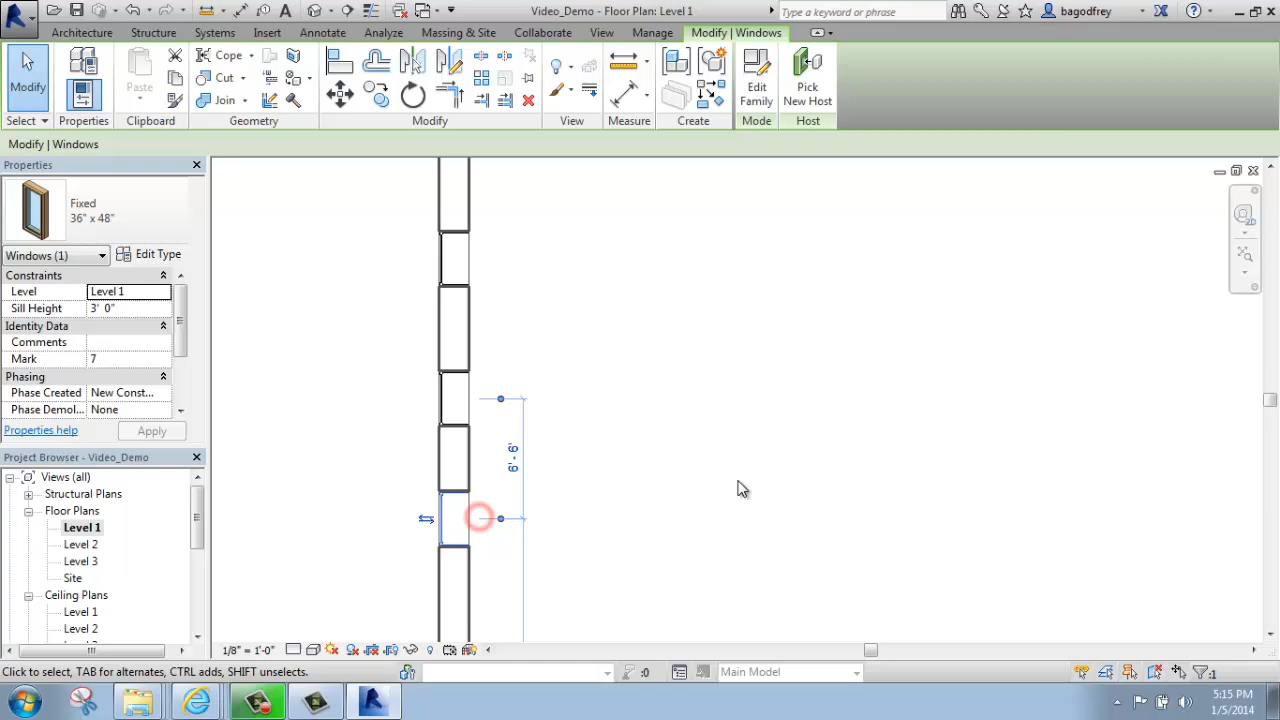 Video_Demo - Floor Plan: Level 1
Type a keyword or phrase
bagodfrey
Architecture
Structure
Systems
Insert
Annotate
Analyze
Massing & Site
Collaborate
View
Manage
Modify | Windows
Modify
Paste
Cope
Cut
Join
Edit Family
Pick New Host
Select
Properties
Clipboard
Geometry
Modify
View
Measure
Create
Mode
Host
Modify | Windows
Properties
Fixed
36" x 48"
Windows (1)
Edit Type
Constraints
Level
Level 1
Sill Height
3' 0"
Identity Data
Comments
Mark
7
Phasing
Phase Created
New Const...
Phase Demol...
None
Properties help
Apply
Project Browser - Video_Demo
Views (all)
Structural Plans
Floor Plans
Level 1
Level 2
Level 3
Site
Ceiling Plans
Level 1
Level 2
6' - 6"
2D
1/8" = 1'-0"
Click to select, TAB for alternates, CTRL adds, SHIFT unselects.
:0
Main Model
:1
5:15 PM
1/5/2014